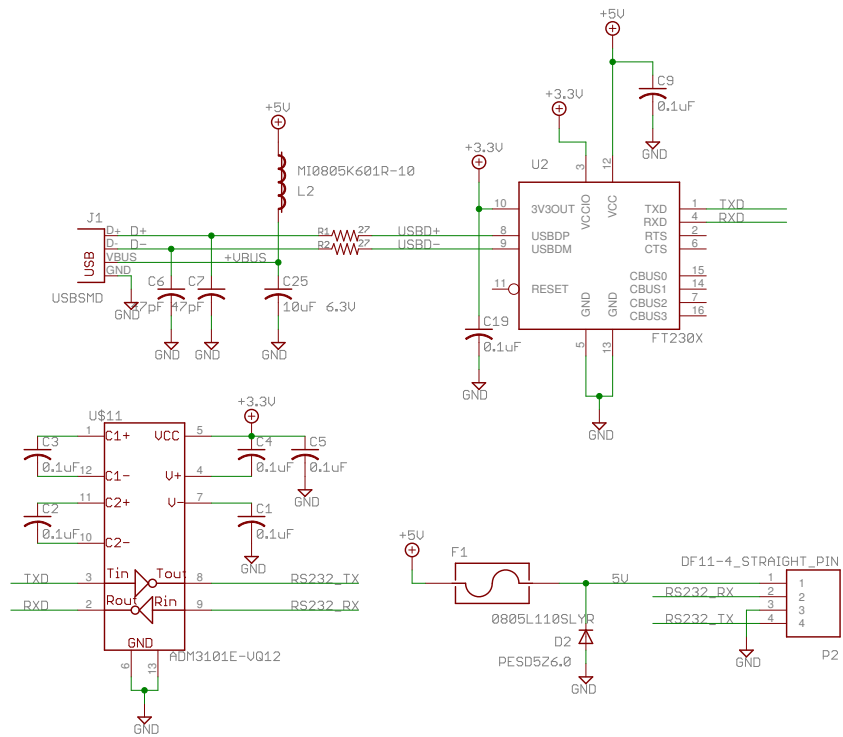 +5V
C9
0.1uF
GND
+3.3V
+5V
MI0805K601R-10
L2
+3.3V
U2
3
12
10
3V3OUT
VCCIO
VCC
TXD
1
TXD
RXD
4
RXD
8
USBDP
RTS
2
9
USBDM
CTS
6
CBUS0
15
11
RESET
CBUS1
14
CBUS2
7
CBUS3
16
GND
GND
5
13
FT230X
GND
J1
USB
D+
D+
D-
D-
VBUS
+VBUS
GND
USBSMD
GND
R1
27
USBD+
R2
27
USBD-
C6
47pF
C7
47pF
C25
10uF 6.3V
GND
GND
GND
C19
0.1uF
GND
U$11
+3.3V
C3
0.1uF
1
C1+
VCC
5
12
C1-
V+
4
C4
0.1uF
C5
0.1uF
GND
C2
0.1uF
11
C2+
V-
7
10
C2-
C1
0.1uF
GND
TXD
3
Tin
Tout
8
RS232_TX
RXD
2
Rout
Rin
9
RS232_RX
GND
6
13
ADM3101E-VQ12
GND
+5V
F1
0805L110SLYR
5V
D2
PESD5Z6.0
GND
DF11-4_STRAIGHT_PIN
1
1
RS232_RX
2
2
3
3
RS232_TX
4
4
GND
P2